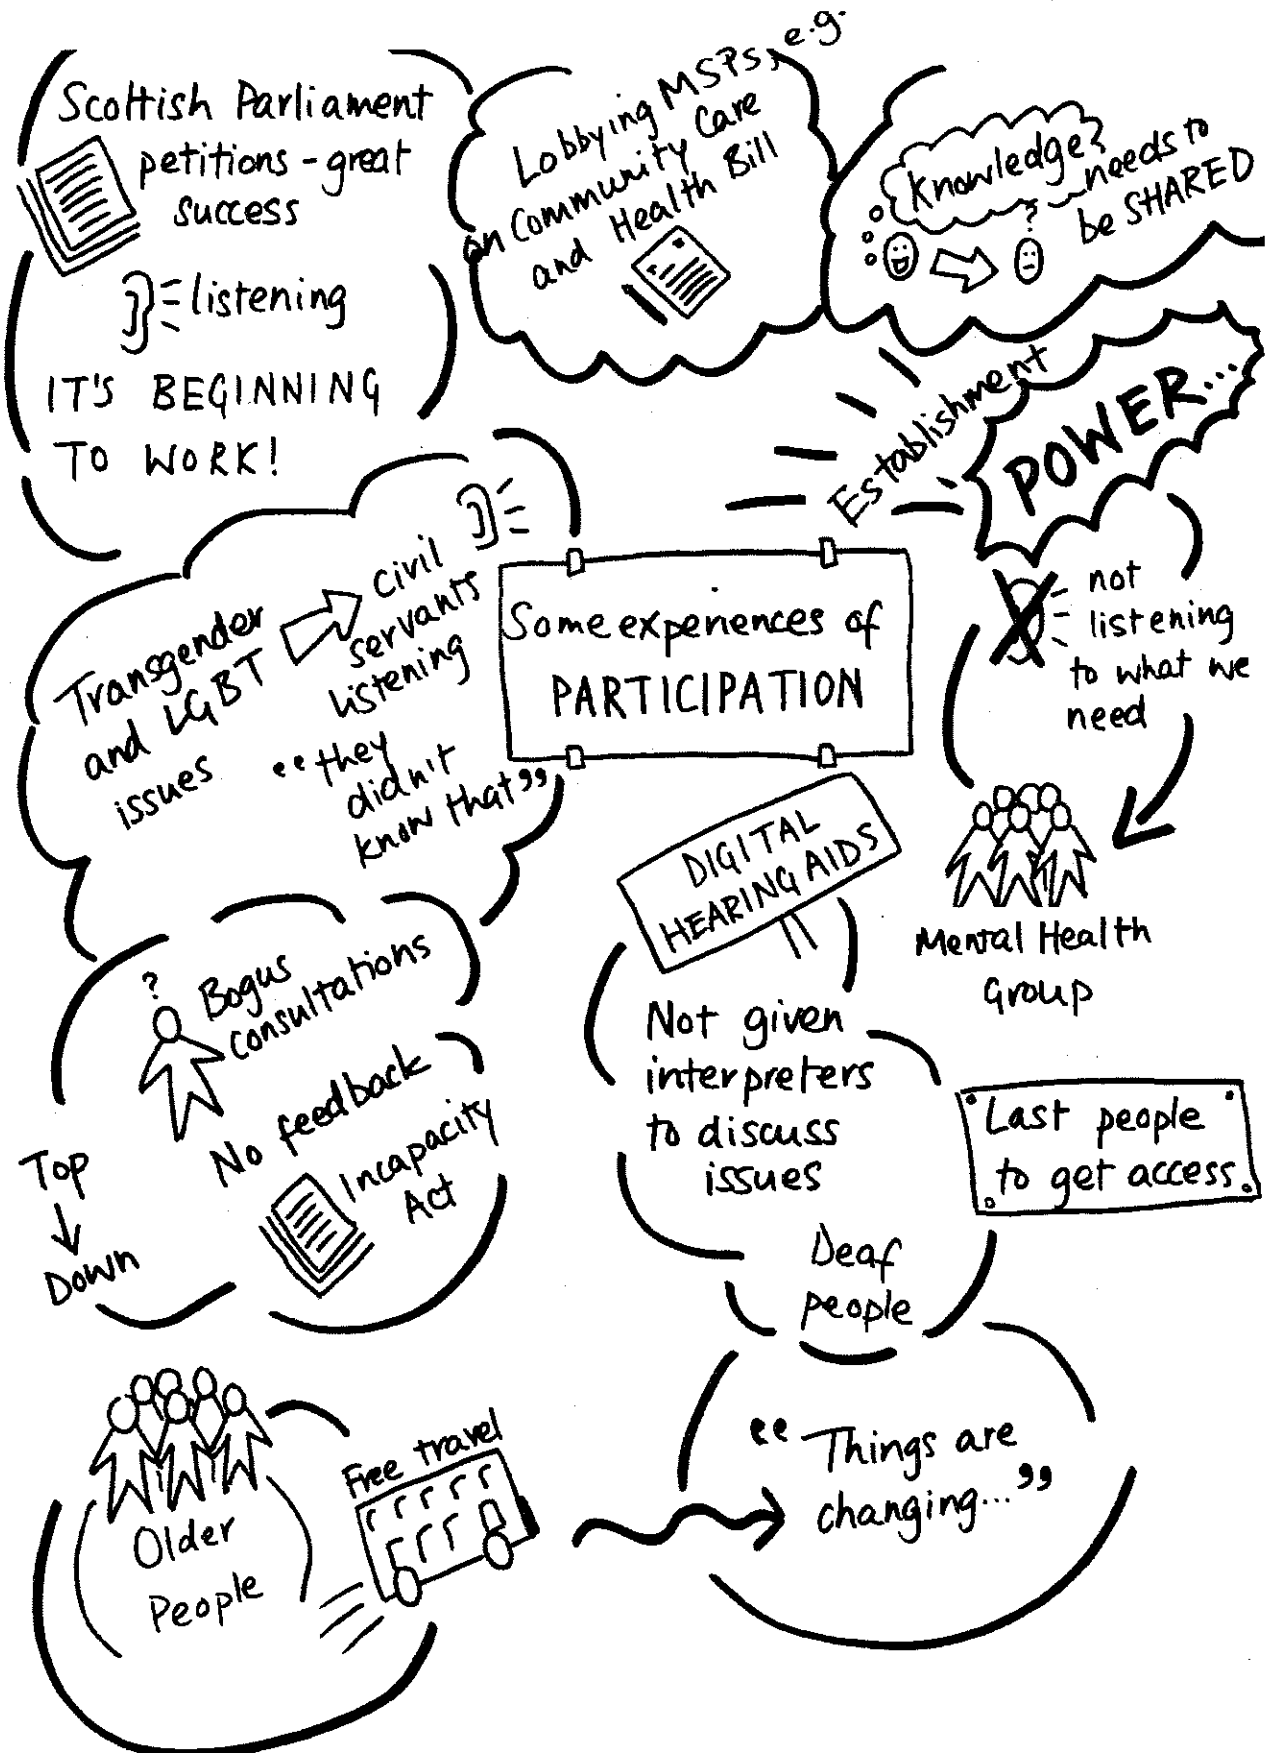 Scottish Parliament
petitions - great
success
listening
IT'S BEGINNING
TO WORK!
Lobbying MSPs, e.g.
on Community Care
and Health Bill
Knowledge?
needs to
be SHARED
?
Establishment
POWER...
not
listening
to what we
need
Mental Health
Group
Some experiences of
PARTICIPATION
Transgender
and LGBT
issues
civil
servants
listening
"they
didn't
know that"
?
Bogus
consultations
No feedback
Incapacity
Act
Top
Down
DIGITAL
HEARING AIDS
Not given
interpreters
to discuss
issues
Deaf
people
Last people
to get access.
Older
People
Free travel
"Things are
changing..."